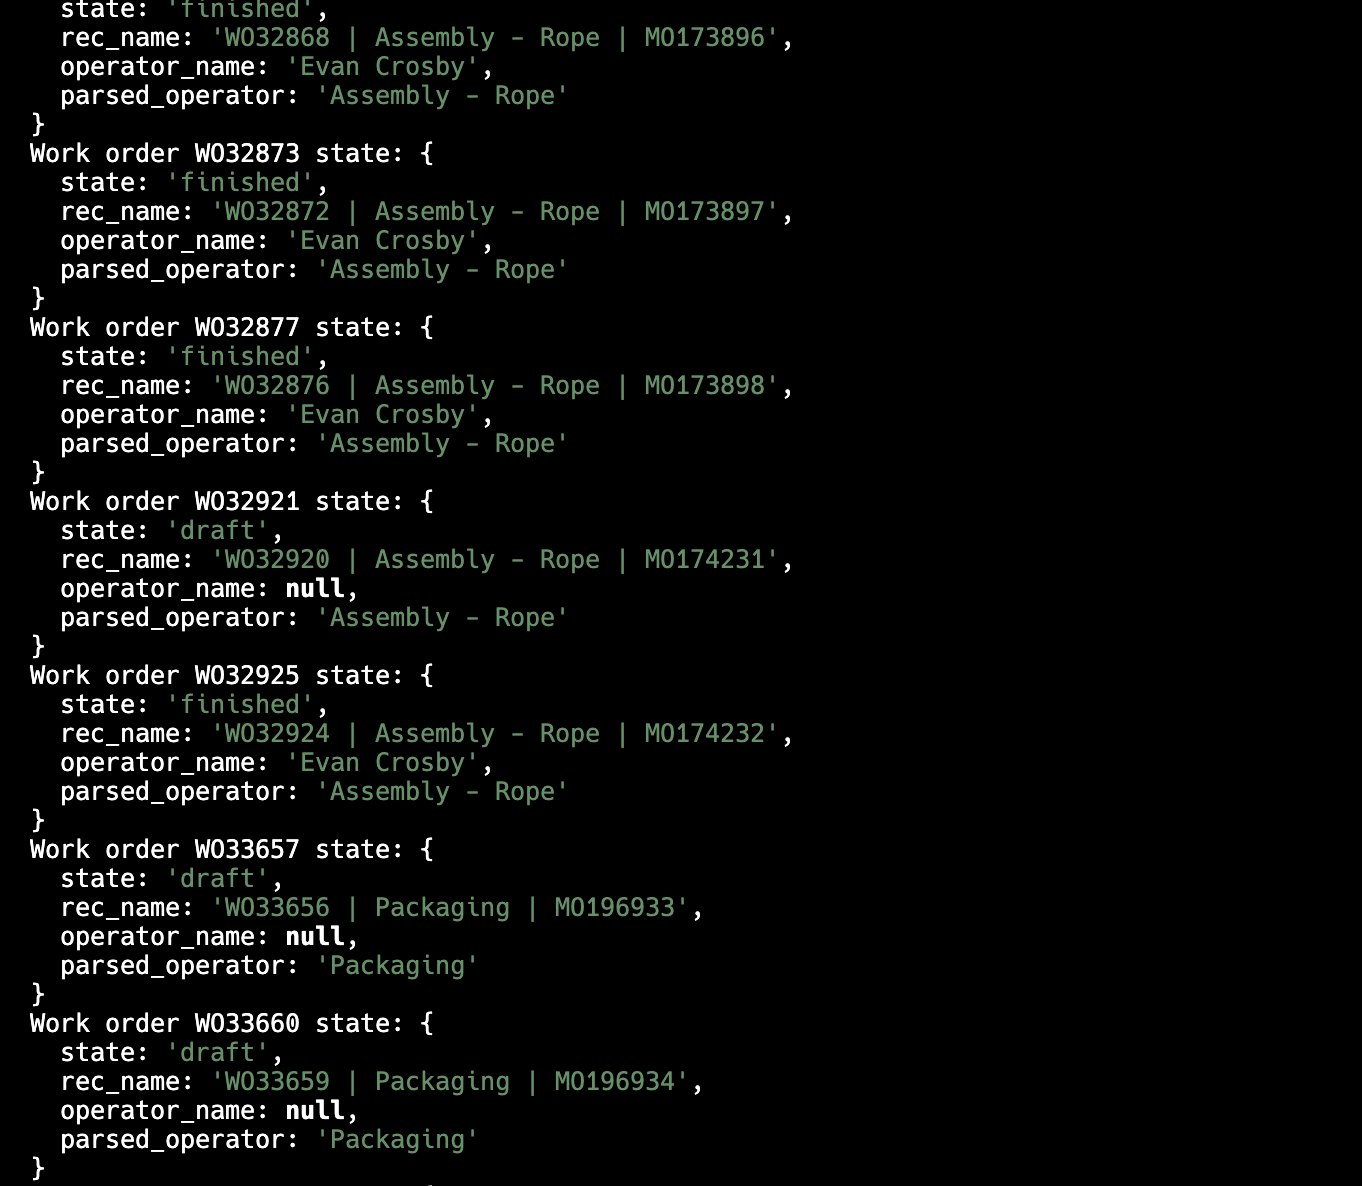 state: 'finished',
rec_name: 'WO32868 | Assembly - Rope | MO173896',
operator_name: 'Evan Crosby',
parsed_operator: 'Assembly - Rope'
}
Work order WO32873 state: {
state: 'finished',
rec_name: 'WO32872 | Assembly - Rope | MO173897',
operator_name: 'Evan Crosby',
parsed_operator: 'Assembly - Rope'
}
Work order WO32877 state: {
state: 'finished',
rec_name: 'WO32876 | Assembly - Rope | MO173898',
operator_name: 'Evan Crosby',
parsed_operator: 'Assembly - Rope'
}
Work order WO32921 state: {
state: 'draft',
rec_name: 'WO32920 | Assembly - Rope | MO174231',
operator_name: null,
parsed_operator: 'Assembly - Rope'
}
Work order WO32925 state: {
state: 'finished',
rec_name: 'WO32924 | Assembly - Rope | MO174232',
operator_name: 'Evan Crosby',
parsed_operator: 'Assembly - Rope'
}
Work order WO33657 state: {
state: 'draft',
rec_name: 'WO33656 | Packaging | MO196933',
operator_name: null,
parsed_operator: 'Packaging'
}
Work order WO33660 state: {
state: 'draft',
rec_name: 'WO33659 | Packaging | MO196934',
operator_name: null,
parsed_operator: 'Packaging'
}